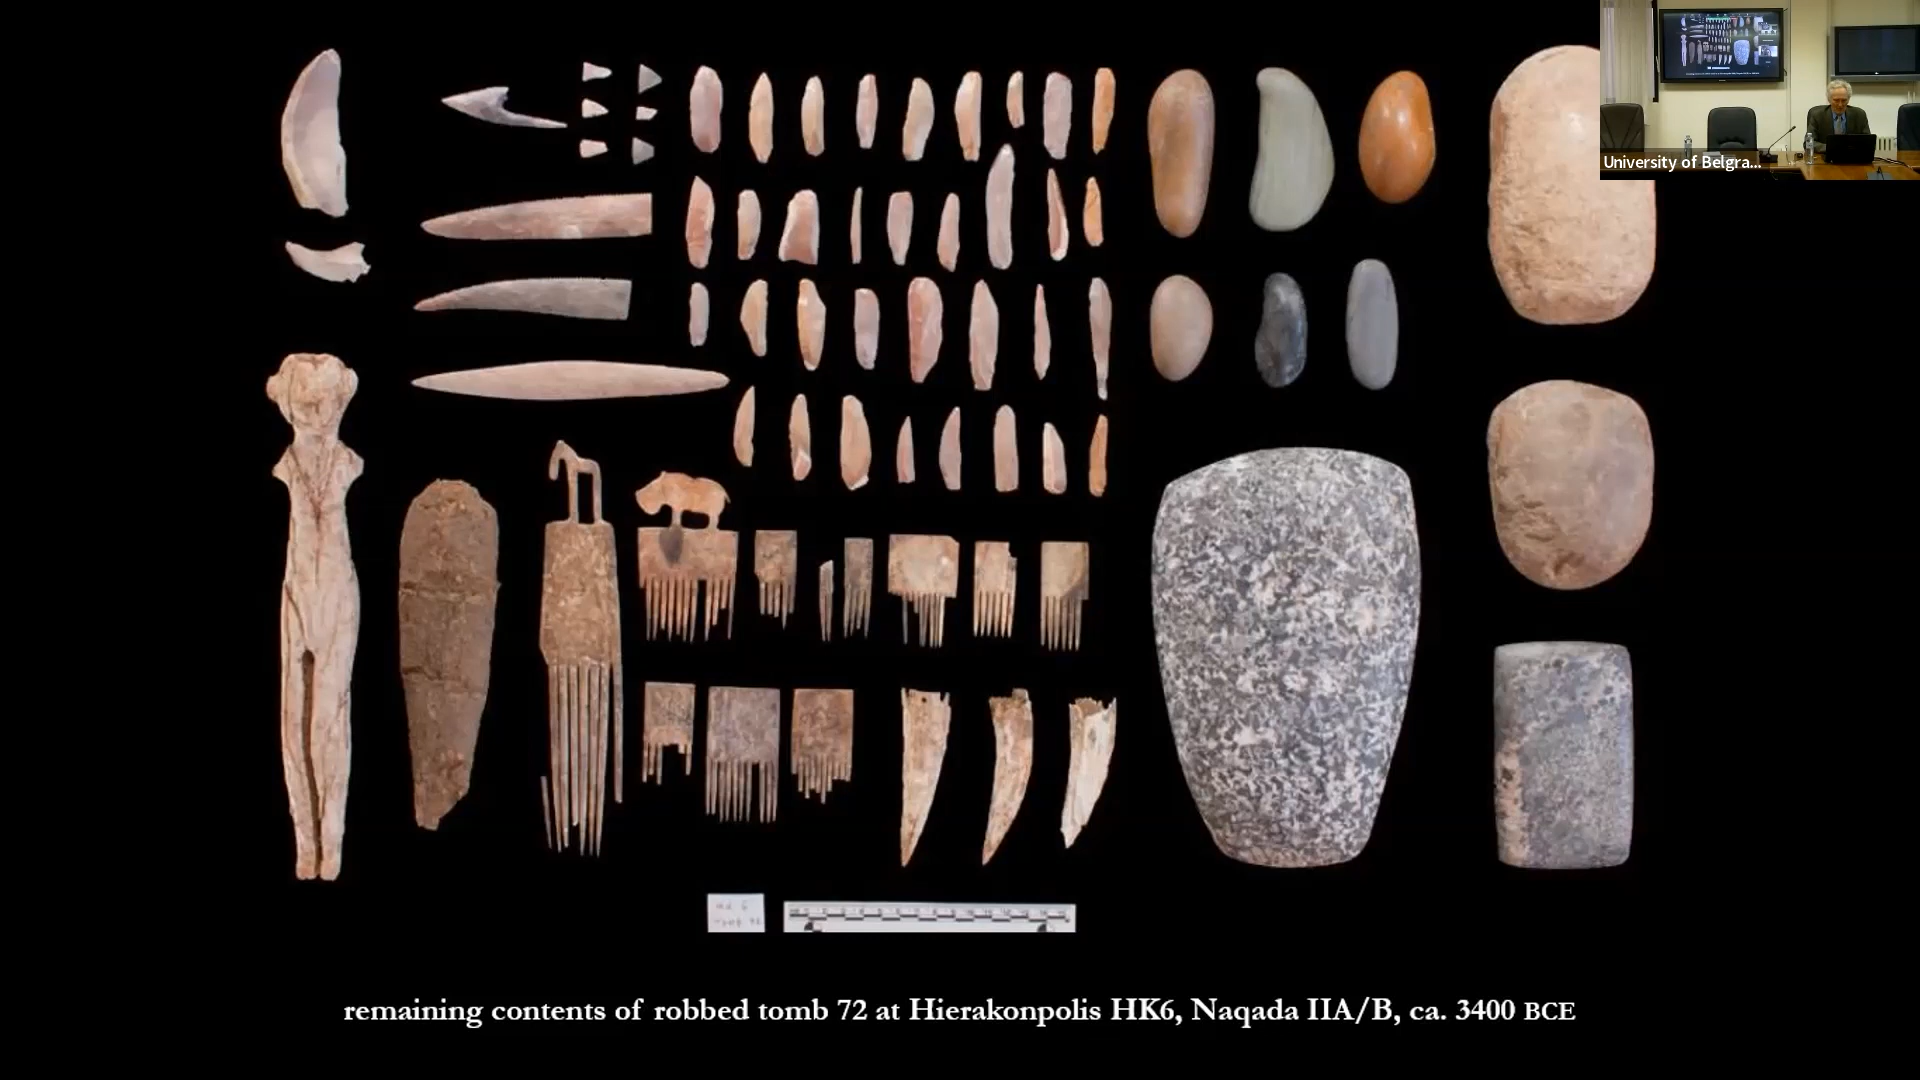 University of Belgra...
remaining contents of robbed tomb 72 at Hierakonpolis HK6, Naqada IIA/B, ca. 3400 BCE